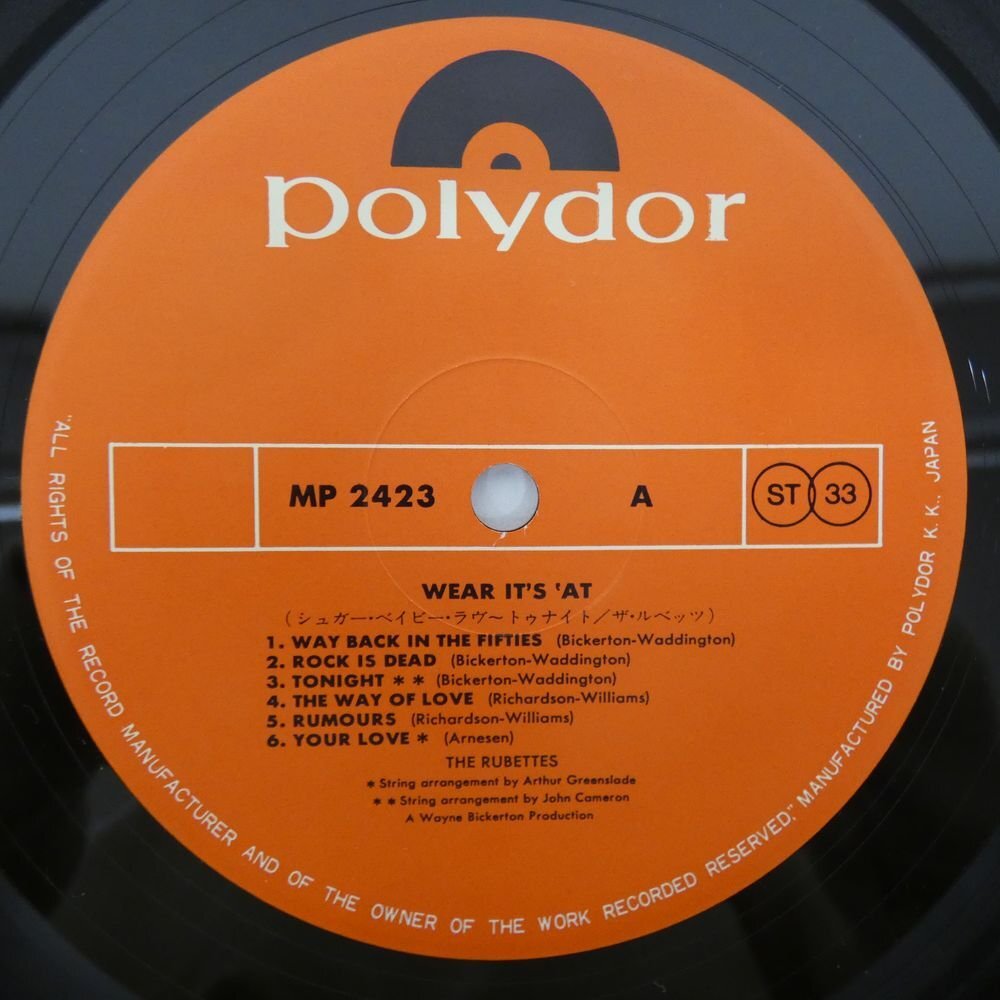 polydor
MP 2423
A
ST 33
WEAR IT'S 'AT
(シュガー・ベイビー・ラヴ～トゥナイト/ザ・ルベッツ)
1. WAY BACK IN THE FIFTIES (Bickerton-Waddington)
2. ROCK IS DEAD (Bickerton-Waddington)
3. TONIGHT ** (Bickerton-Waddington)
4. THE WAY OF LOVE (Richardson-Williams)
5. RUMOURS (Richardson-Williams)
6. YOUR LOVE * (Arnesen)
THE RUBETTES
* String arrangement by Arthur Greenslade
** String arrangement by John Cameron
A Wayne Bickerton Production
"ALL RIGHTS OF THE RECORD MANUFACTURER AND OF THE OWNER OF THE WORK RECORDED RESERVED," MANUFACTURED BY POLYDOR K. K., JAPAN